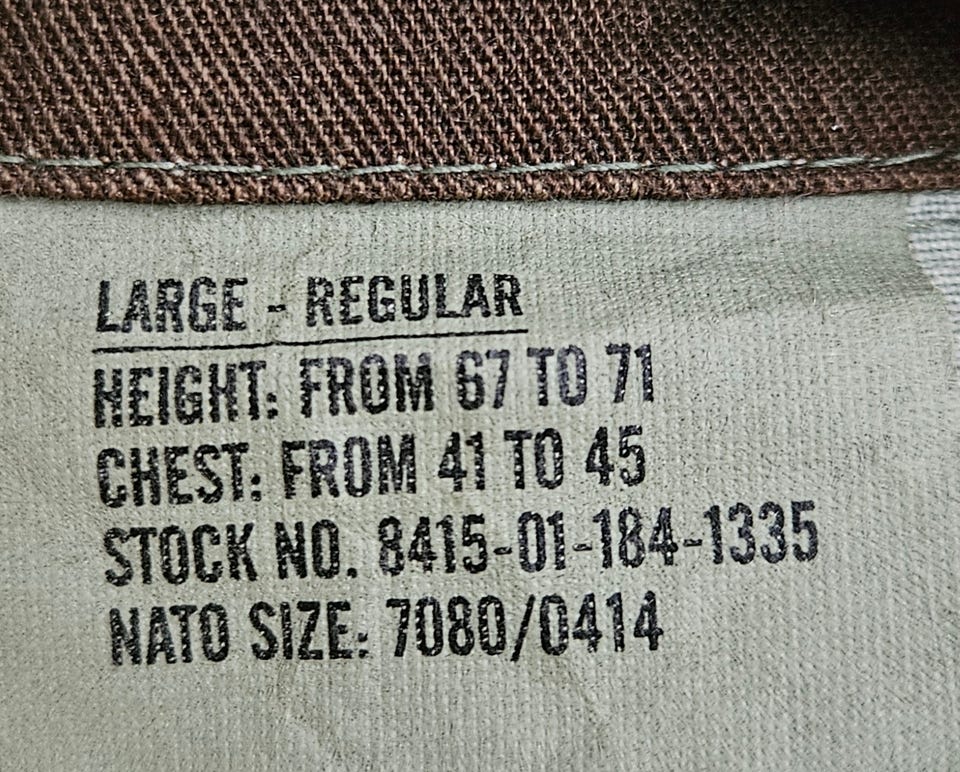 LARGE - REGULAR
HEIGHT: FROM 67 TO 71
CHEST: FROM 41 TO 45
STOCK NO. 8415-01-184-1335
NATO SIZE: 7080/0414